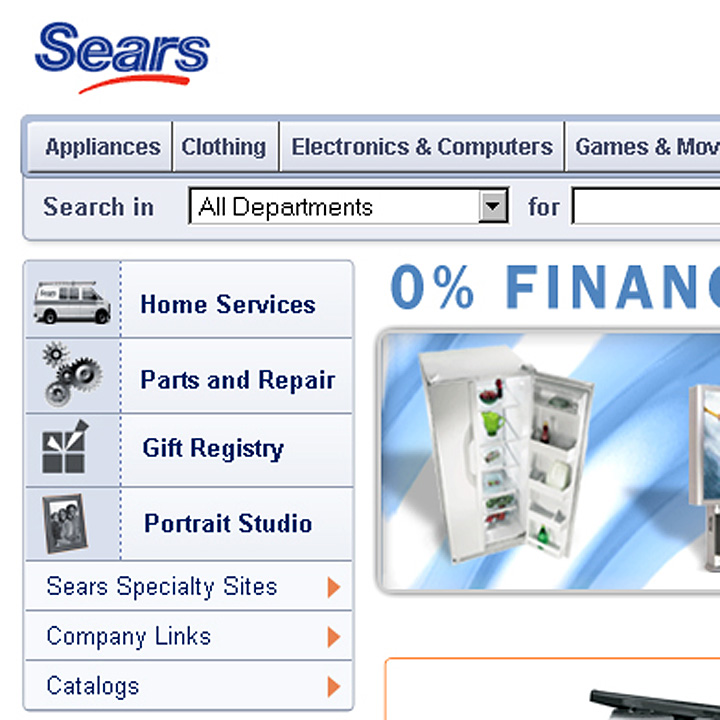 Sears
Appliances Clothing Electronics & Computers Games & Mov
Search in All Departments for
0% FINANC
Home Services
Parts and Repair
Gift Registry
Portrait Studio
Sears Specialty Sites
Company Links
Catalogs